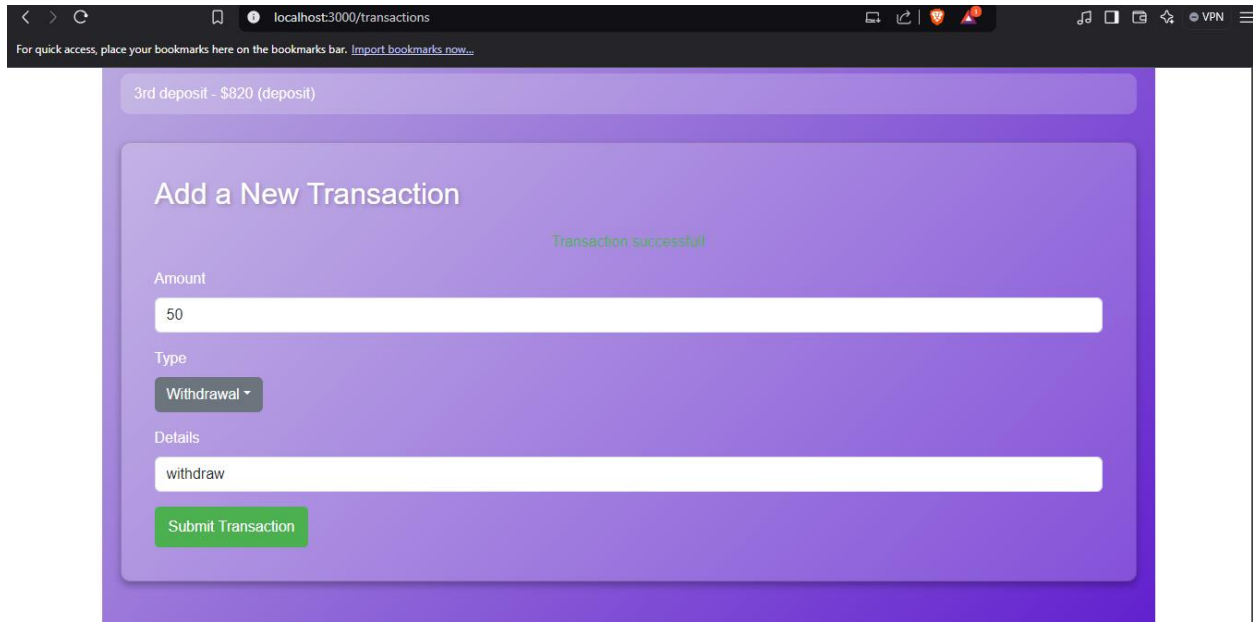 localhost:3000/transactions
VPN
For quick access, place your bookmarks here on the bookmarks bar. Import bookmarks now...
3rd deposit - $820 (deposit)
Add a New Transaction
Transaction successful!
Amount
50
Type
Withdrawal
Details
withdraw
Submit Transaction